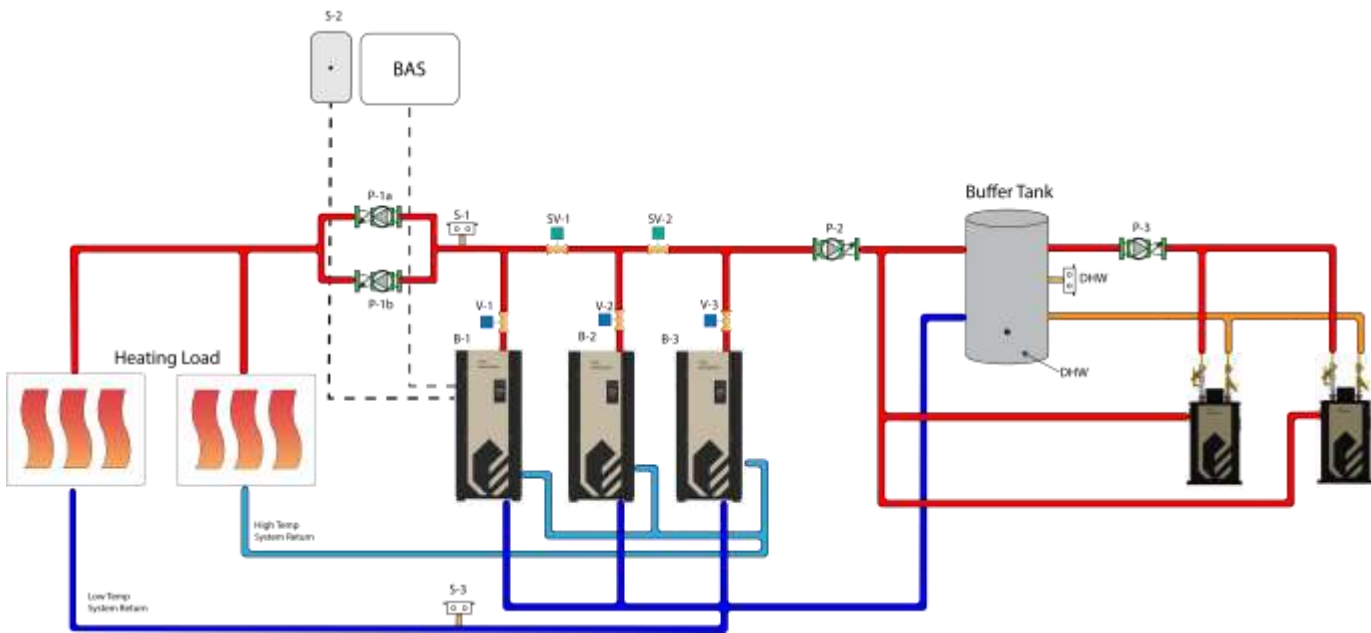 S-2
BAS
P-1a
S-1
SV-1
SV-2
P-2
Buffer Tank
P-3
DHW
P-1b
V-1
V-2
V-3
B-1
B-2
B-3
Heating Load
DHW
High Temp
System Return
Low Temp
System Return
S-3